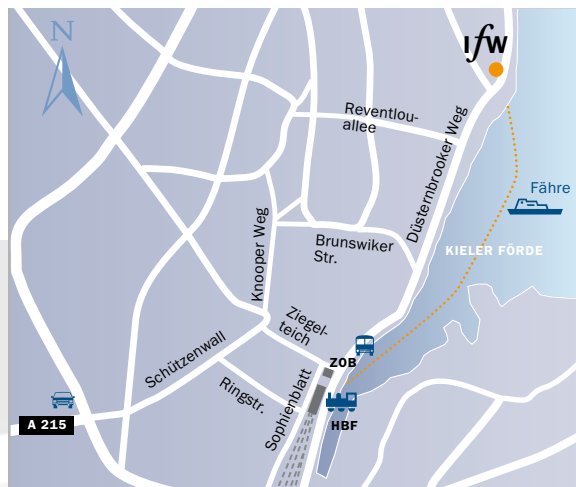 N
IfW
Reventlou-
allee
Düsternbrooker Weg
Fähre
KIELER FÖRDE
Brunswiker
Str.
Knooper Weg
Ziegel-
teich
Schützenwall
ZOB
Ringstr.
Sophienblatt
HBF
A 215